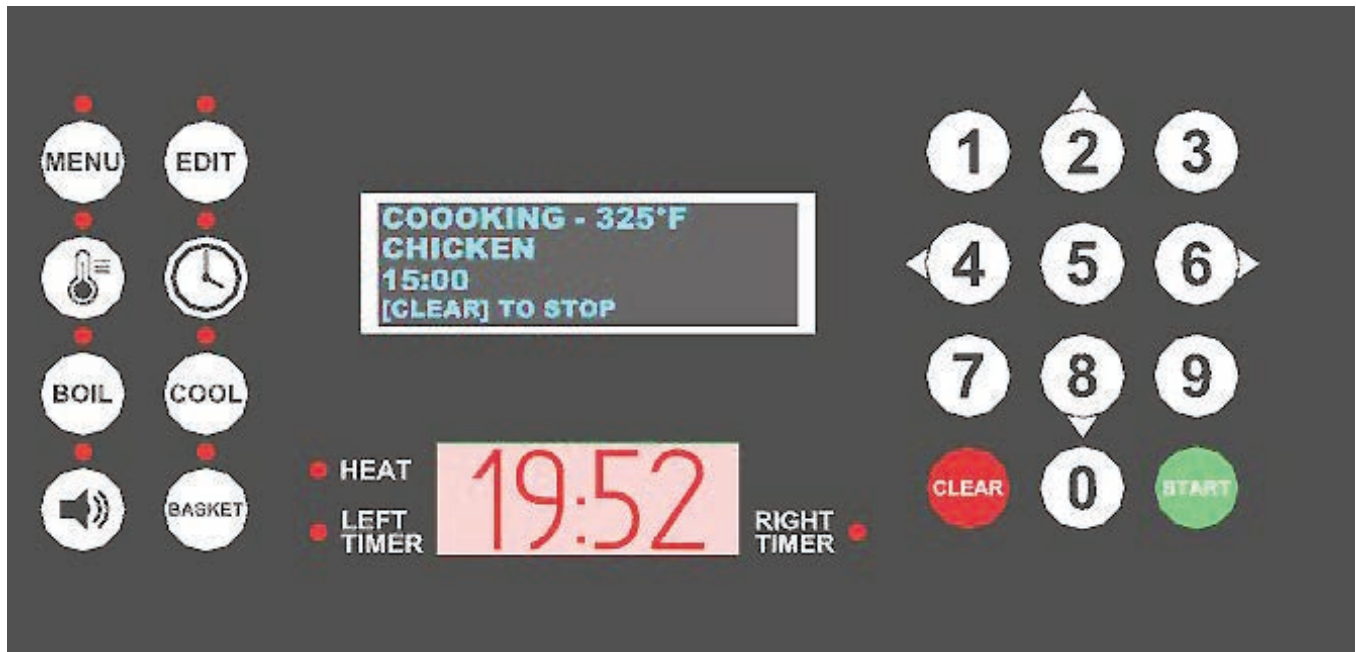 MENU EDIT
BOIL COOL
BASKET
COOOKING - 325°F
CHICKEN
15:00
[CLEAR] TO STOP
HEAT
LEFT
TIMER
19:52
RIGHT
TIMER
1 2 3
4 5 6
7 8 9
CLEAR 0 START